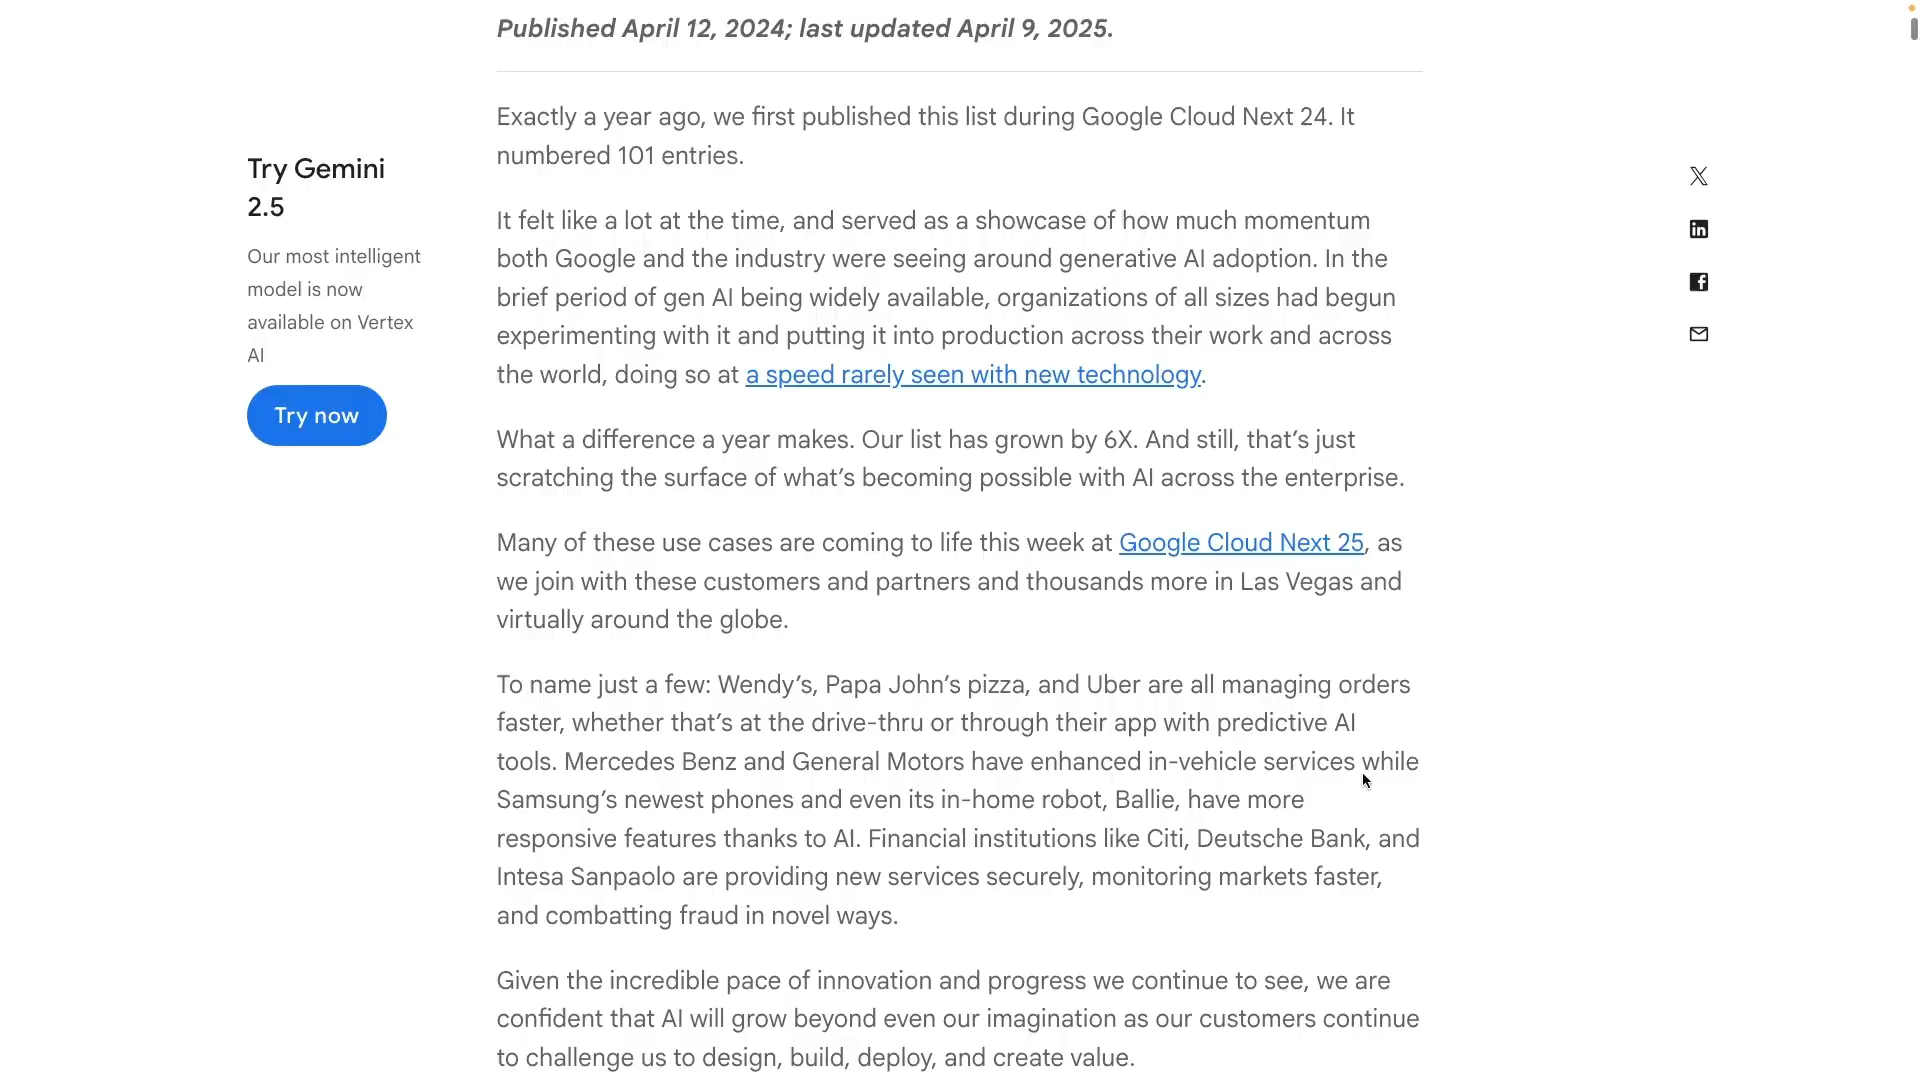 Published April 12, 2024; last updated April 9, 2025.
Exactly a year ago, we first published this list during Google Cloud Next 24. It
numbered 101 entries.
Try Gemini
2.5
Our most intelligent
model is now
available on Vertex
AI
Try now
It felt like a lot at the time, and served as a showcase of how much momentum
both Google and the industry were seeing around generative AI adoption. In the
brief period of gen AI being widely available, organizations of all sizes had begun
experimenting with it and putting it into production across their work and across
the world, doing so at a speed rarely seen with new technology.
What a difference a year makes. Our list has grown by 6X. And still, that’s just
scratching the surface of what’s becoming possible with AI across the enterprise.
Many of these use cases are coming to life this week at Google Cloud Next 25, as
we join with these customers and partners and thousands more in Las Vegas and
virtually around the globe.
To name just a few: Wendy’s, Papa John’s pizza, and Uber are all managing orders
faster, whether that’s at the drive-thru or through their app with predictive AI
tools. Mercedes Benz and General Motors have enhanced in-vehicle services while
Samsung’s newest phones and even its in-home robot, Ballie, have more
responsive features thanks to AI. Financial institutions like Citi, Deutsche Bank, and
Intesa Sanpaolo are providing new services securely, monitoring markets faster,
and combatting fraud in novel ways.
Given the incredible pace of innovation and progress we continue to see, we are
confident that AI will grow beyond even our imagination as our customers continue
to challenge us to design, build, deploy, and create value.